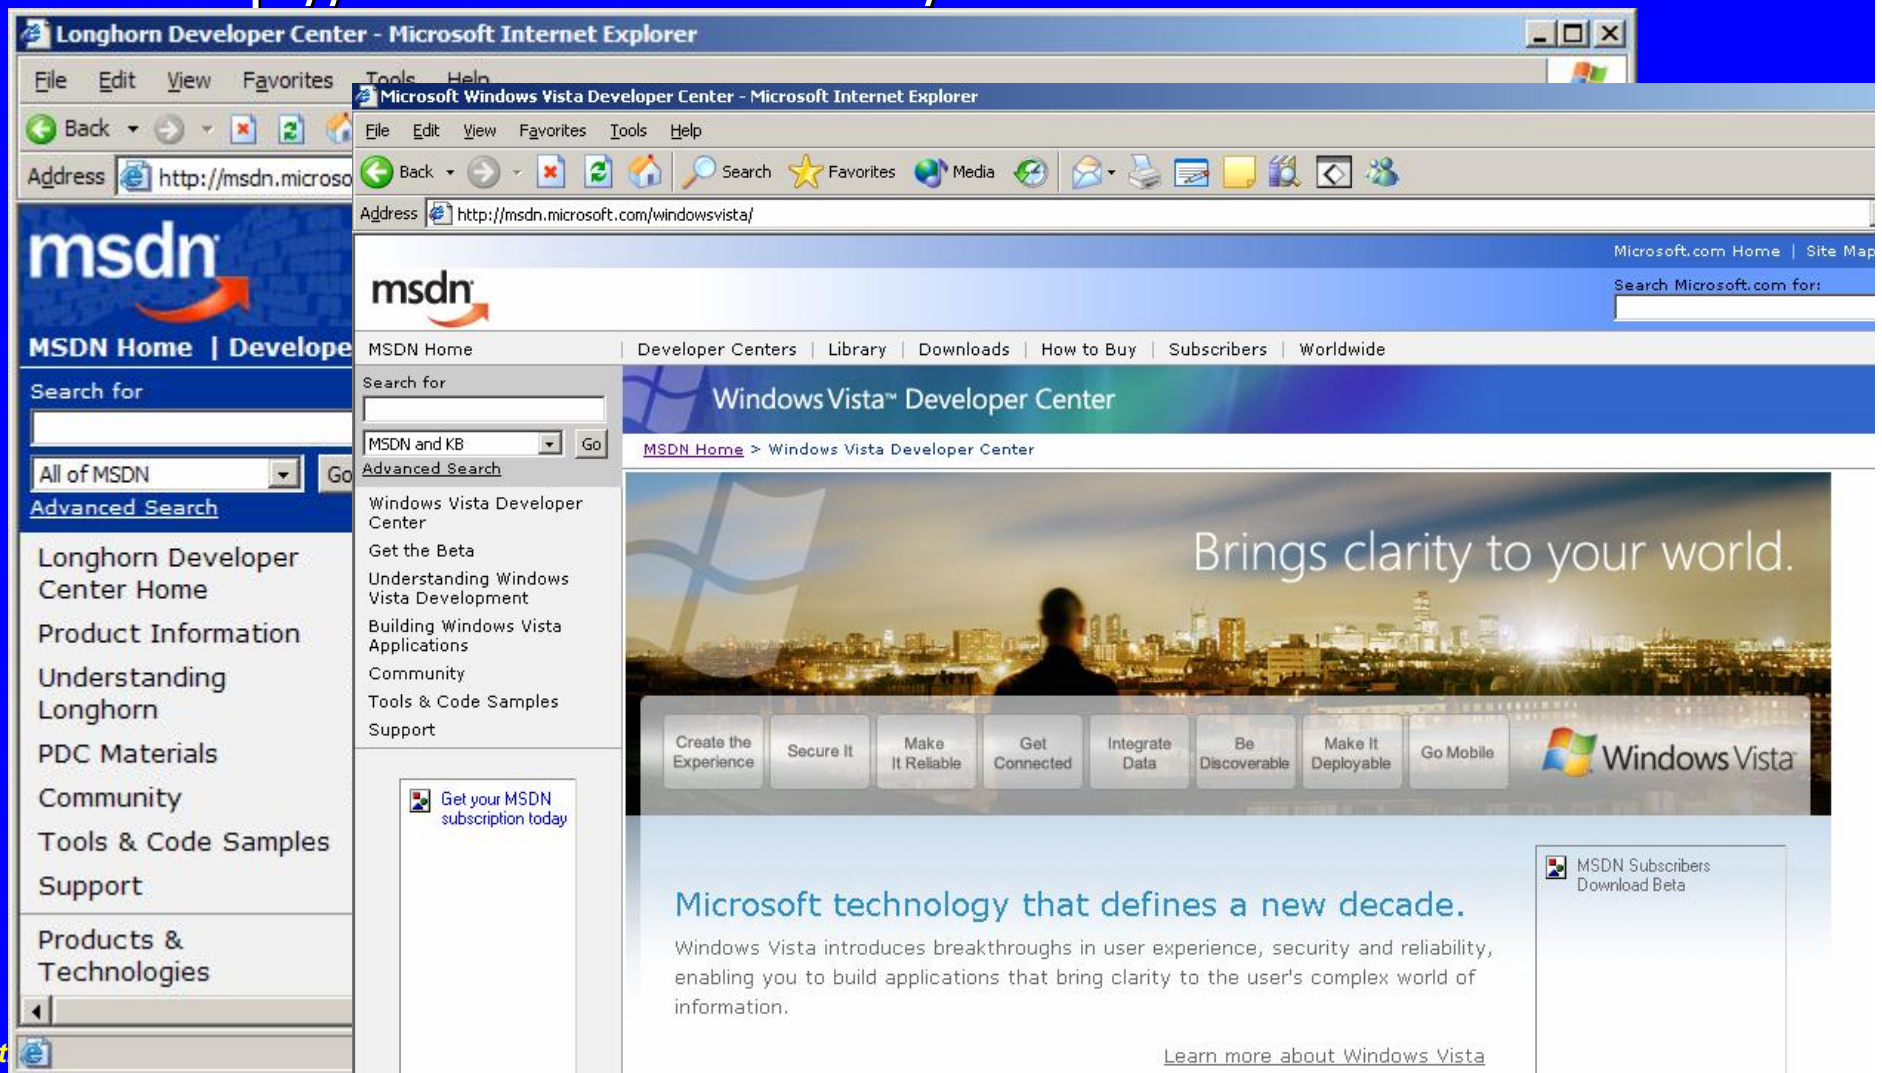 Longhorn Developer Center - Microsoft Internet Explorer
File Edit View Favorites Tools Help
Back
Address http://msdn.microso
msdn
MSDN Home | Develope
Search for
All of MSDN Go
Advanced Search
Longhorn Developer
Center Home
Product Information
Understanding
Longhorn
PDC Materials
Community
Tools & Code Samples
Support
Products &
Technologies
Microsoft Windows Vista Developer Center - Microsoft Internet Explorer
File Edit View Favorites Tools Help
Back Search Favorites Media
Address http://msdn.microsoft.com/windowsvista/
Microsoft.com Home | Site Map
msdn
Search Microsoft.com for:
MSDN Home | Developer Centers | Library | Downloads | How to Buy | Subscribers | Worldwide
Search for
MSDN and KB Go
Advanced Search
Windows Vista Developer
Center
Get the Beta
Understanding Windows
Vista Development
Building Windows Vista
Applications
Community
Tools & Code Samples
Support
Get your MSDN
subscription today
Windows Vista™ Developer Center
MSDN Home > Windows Vista Developer Center
Brings clarity to your world.
Create the
Experience
Secure It
Make
It Reliable
Get
Connected
Integrate
Data
Be
Discoverable
Make It
Deployable
Go Mobile
Windows Vista™
MSDN Subscribers
Download Beta
Microsoft technology that defines a new decade.
Windows Vista introduces breakthroughs in user experience, security and reliability,
enabling you to build applications that bring clarity to the user's complex world of
information.
Learn more about Windows Vista